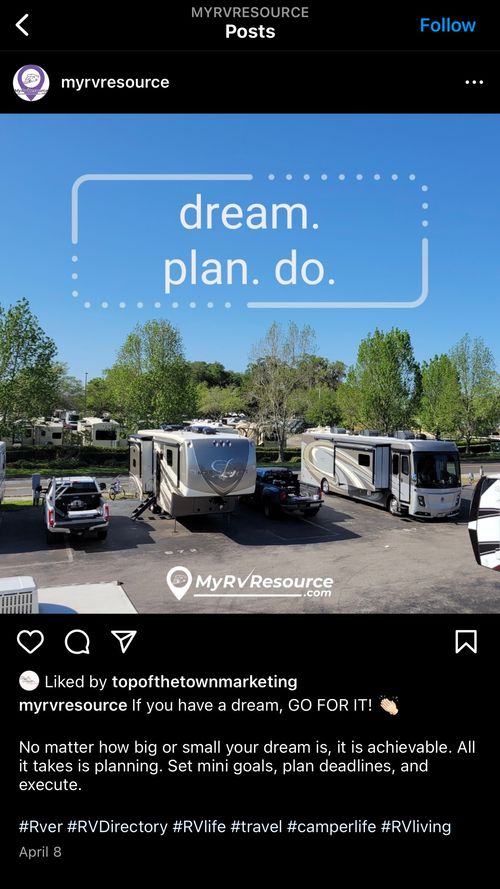 MYRVRESOURCE
Posts
Follow
myrvresource
dream.
plan. do.
MyRVResource
.com
Liked by topofthetownmarketing
myrvresource If you have a dream, GO FOR IT! 👏🏻
No matter how big or small your dream is, it is achievable. All
it takes is planning. Set mini goals, plan deadlines, and
execute.
#Rver #RVDirectory #RVlife #travel #camperlife #RVliving
April 8